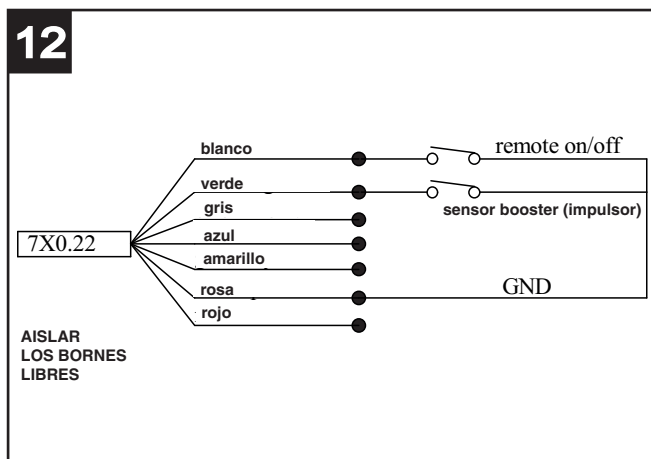 12
blanco
remote on/off
verde
sensor booster (impulsor)
gris
7X0.22
azul
amarillo
rosa
GND
rojo
AISLAR
LOS BORNES
LIBRES